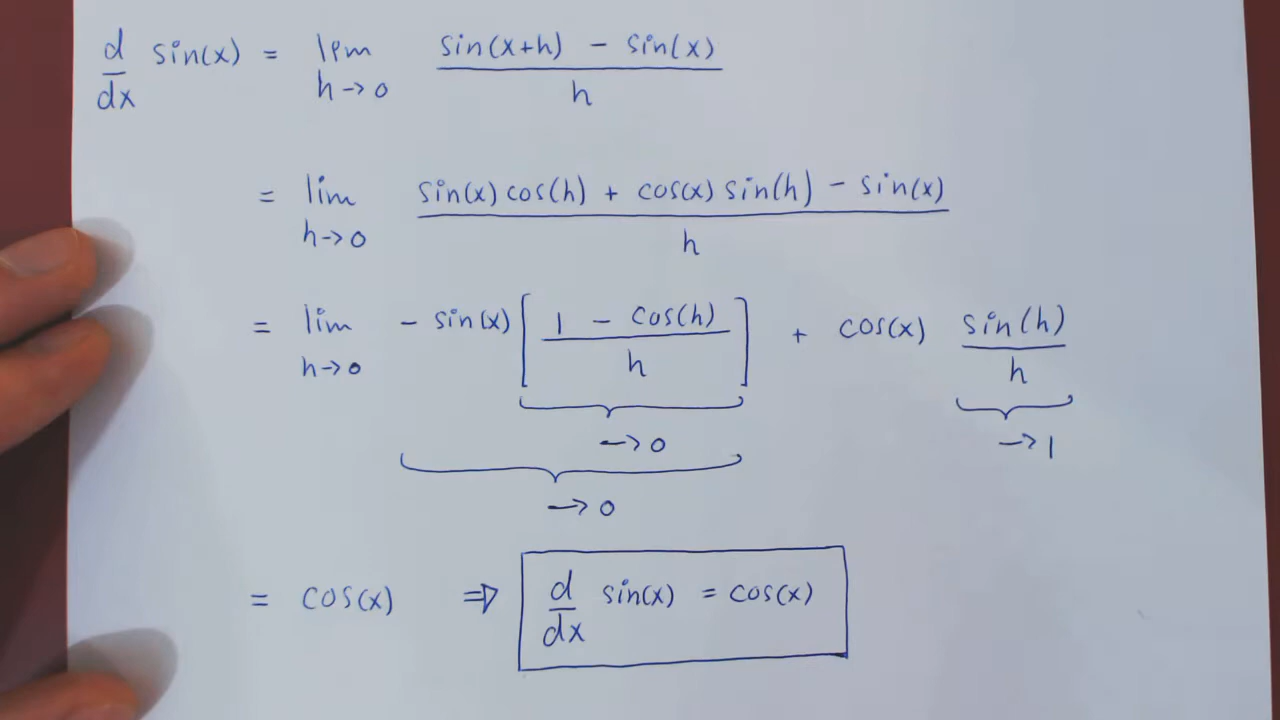 d/dx sin(x) = lim h→0 sin(x+h) - sin(x) / h
= lim h→0 sin(x) cos(h) + cos(x) sin(h) - sin(x) / h
= lim h→0 - sin(x) [ 1 - cos(h) / h ] + cos(x) sin(h) / h
→ 0 → 1
→ 0
= cos(x) ⇒ d/dx sin(x) = cos(x)